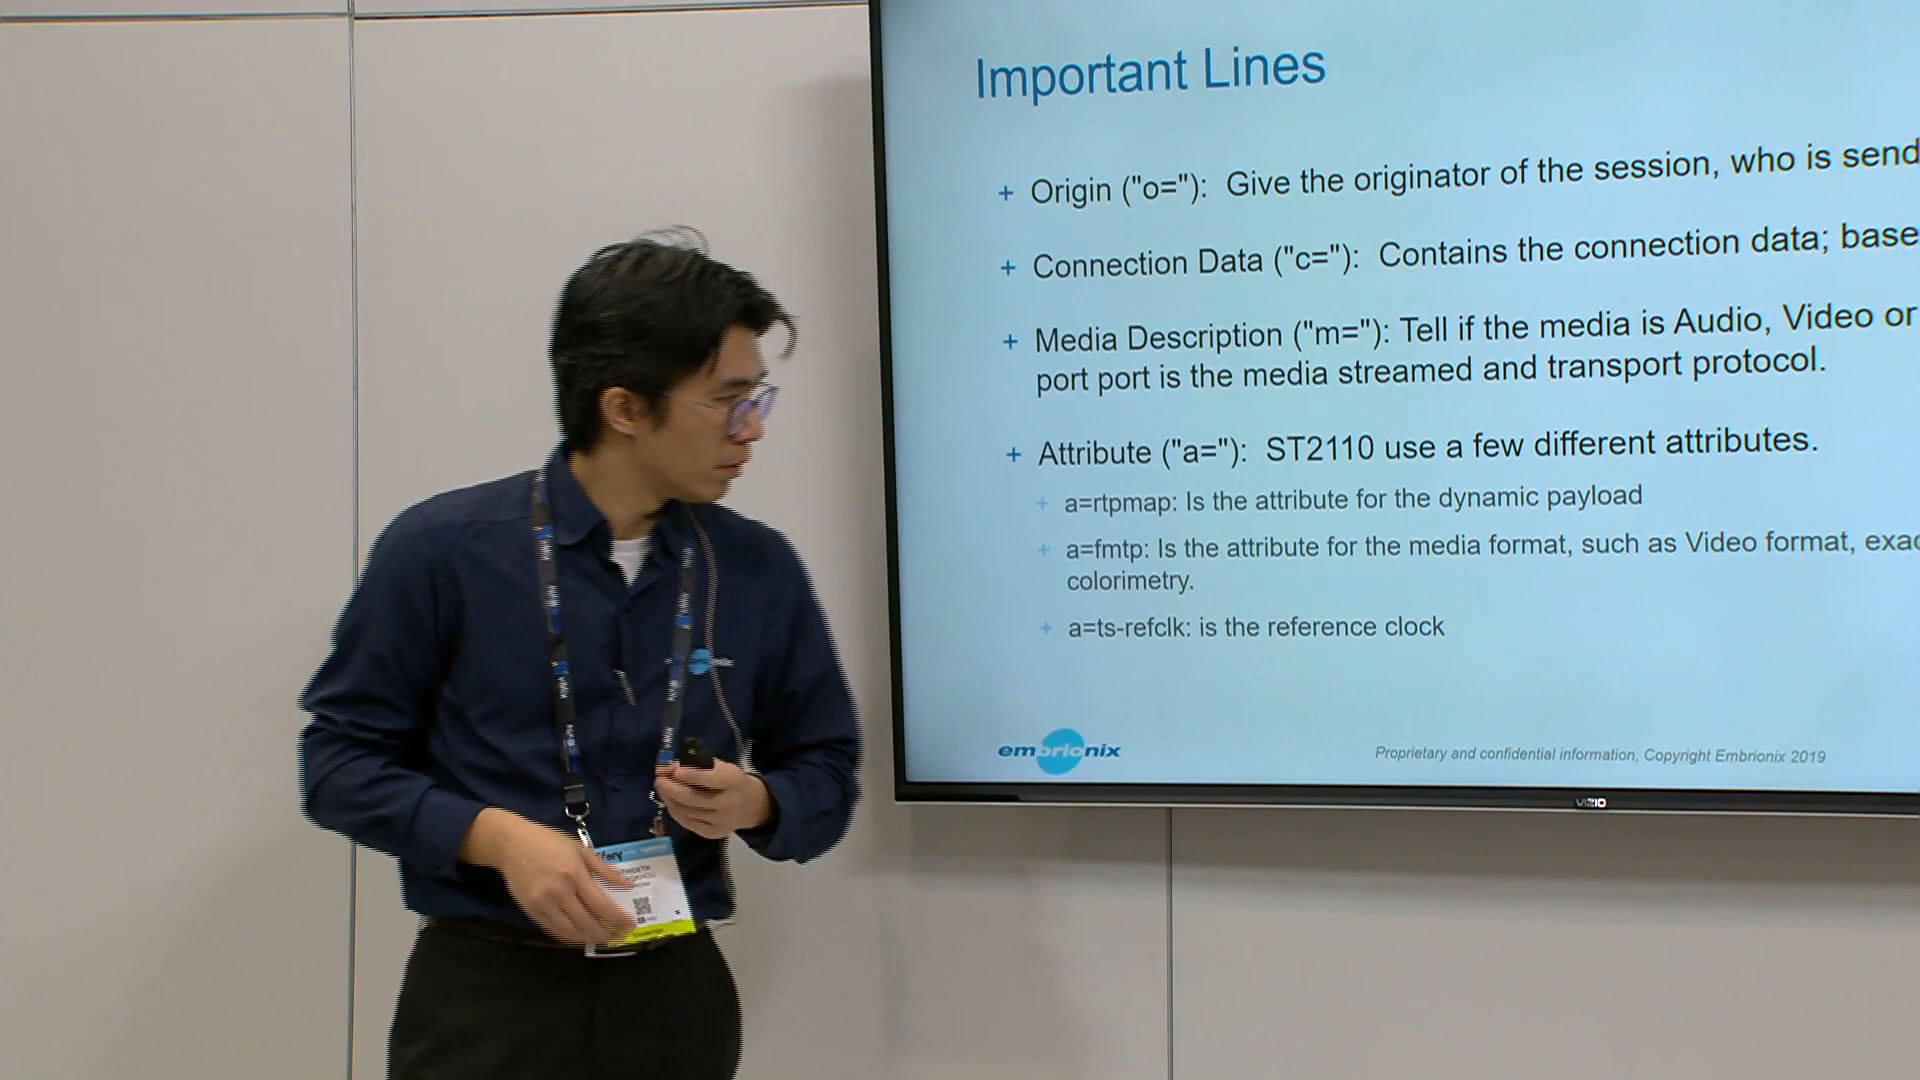 Important Lines
+ Origin ("o="): Give the originator of the session, who is send
+ Connection Data ("c="): Contains the connection data; base
+ Media Description ("m="): Tell if the media is Audio, Video or
port port is the media streamed and transport protocol.
+ Attribute ("a="): ST2110 use a few different attributes.
+ a=rtpmap: Is the attribute for the dynamic payload
+ a=fmtp: Is the attribute for the media format, such as Video format, exac
colorimetry.
+ a=ts-refclk: is the reference clock
embrionix
Proprietary and confidential information, Copyright Embrionix 2019
VIZIO